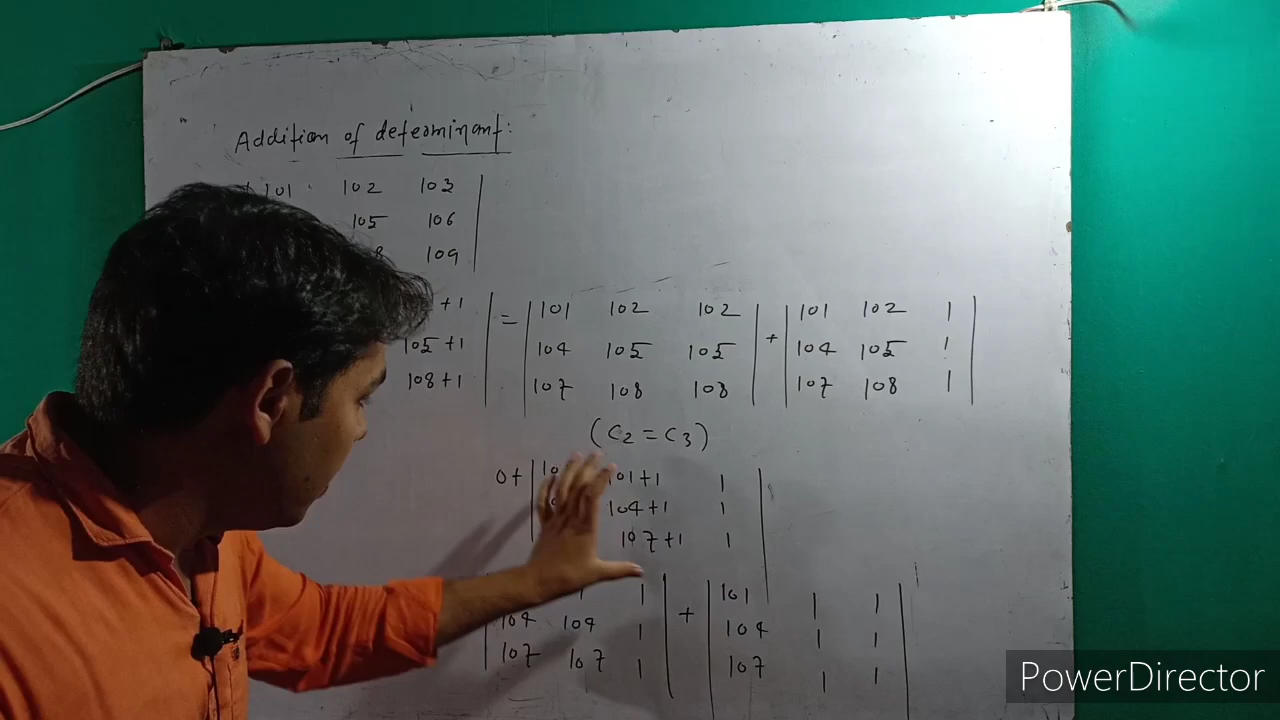 Addition of determinant:
101 102 103
105 106
8 109
+1 = 101 102 102 + 101 102 1
105 +1 104 105 105 104 105 1
108 +1 107 108 108 107 108 1
(C2 = C3)
0+ 10 101+1 1
104+1 1
107+1 1
1 1 + 101 1 1
104 104 1 104 1 1
107 107 1 107 1 1
PowerDirector